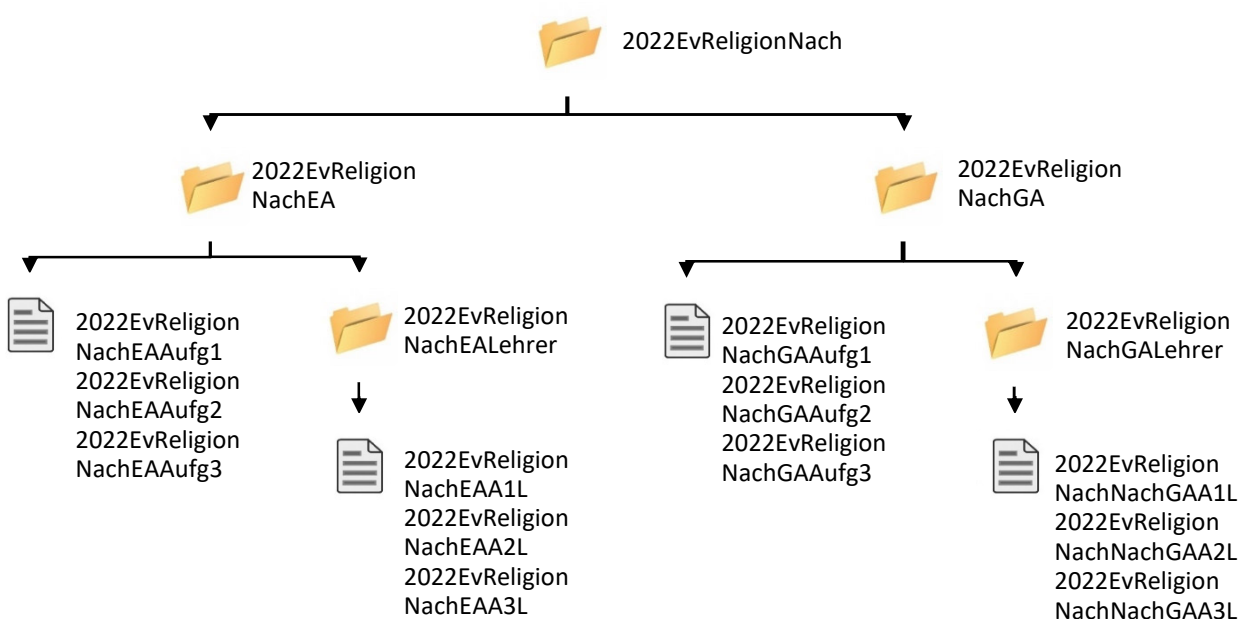 2022EvReligionNach
2022EvReligion
NachEA
2022EvReligion
NachGA
2022EvReligion
NachEAAufg1
2022EvReligion
NachEAAufg2
2022EvReligion
NachEAAufg3
2022EvReligion
NachEALehrer
2022EvReligion
NachEAA1L
2022EvReligion
NachEAA2L
2022EvReligion
NachEAA3L
2022EvReligion
NachGAAufg1
2022EvReligion
NachGAAufg2
2022EvReligion
NachGAAufg3
2022EvReligion
NachGALehrer
2022EvReligion
NachNachGAA1L
2022EvReligion
NachNachGAA2L
2022EvReligion
NachNachGAA3L